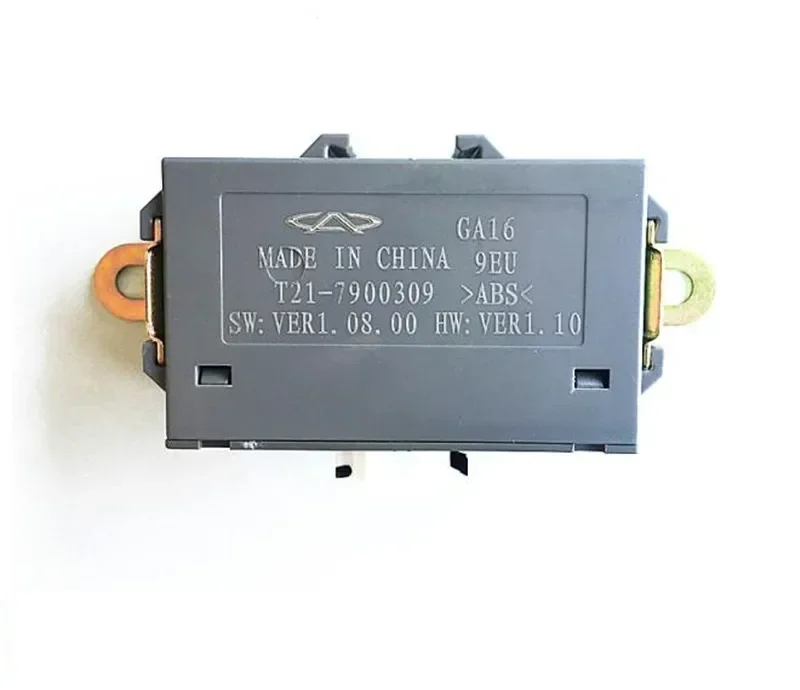 GA16
MADE IN CHINA 9EU
T21-7900309 >ABS<
SW: VER1.08.00 HW: VER1.10